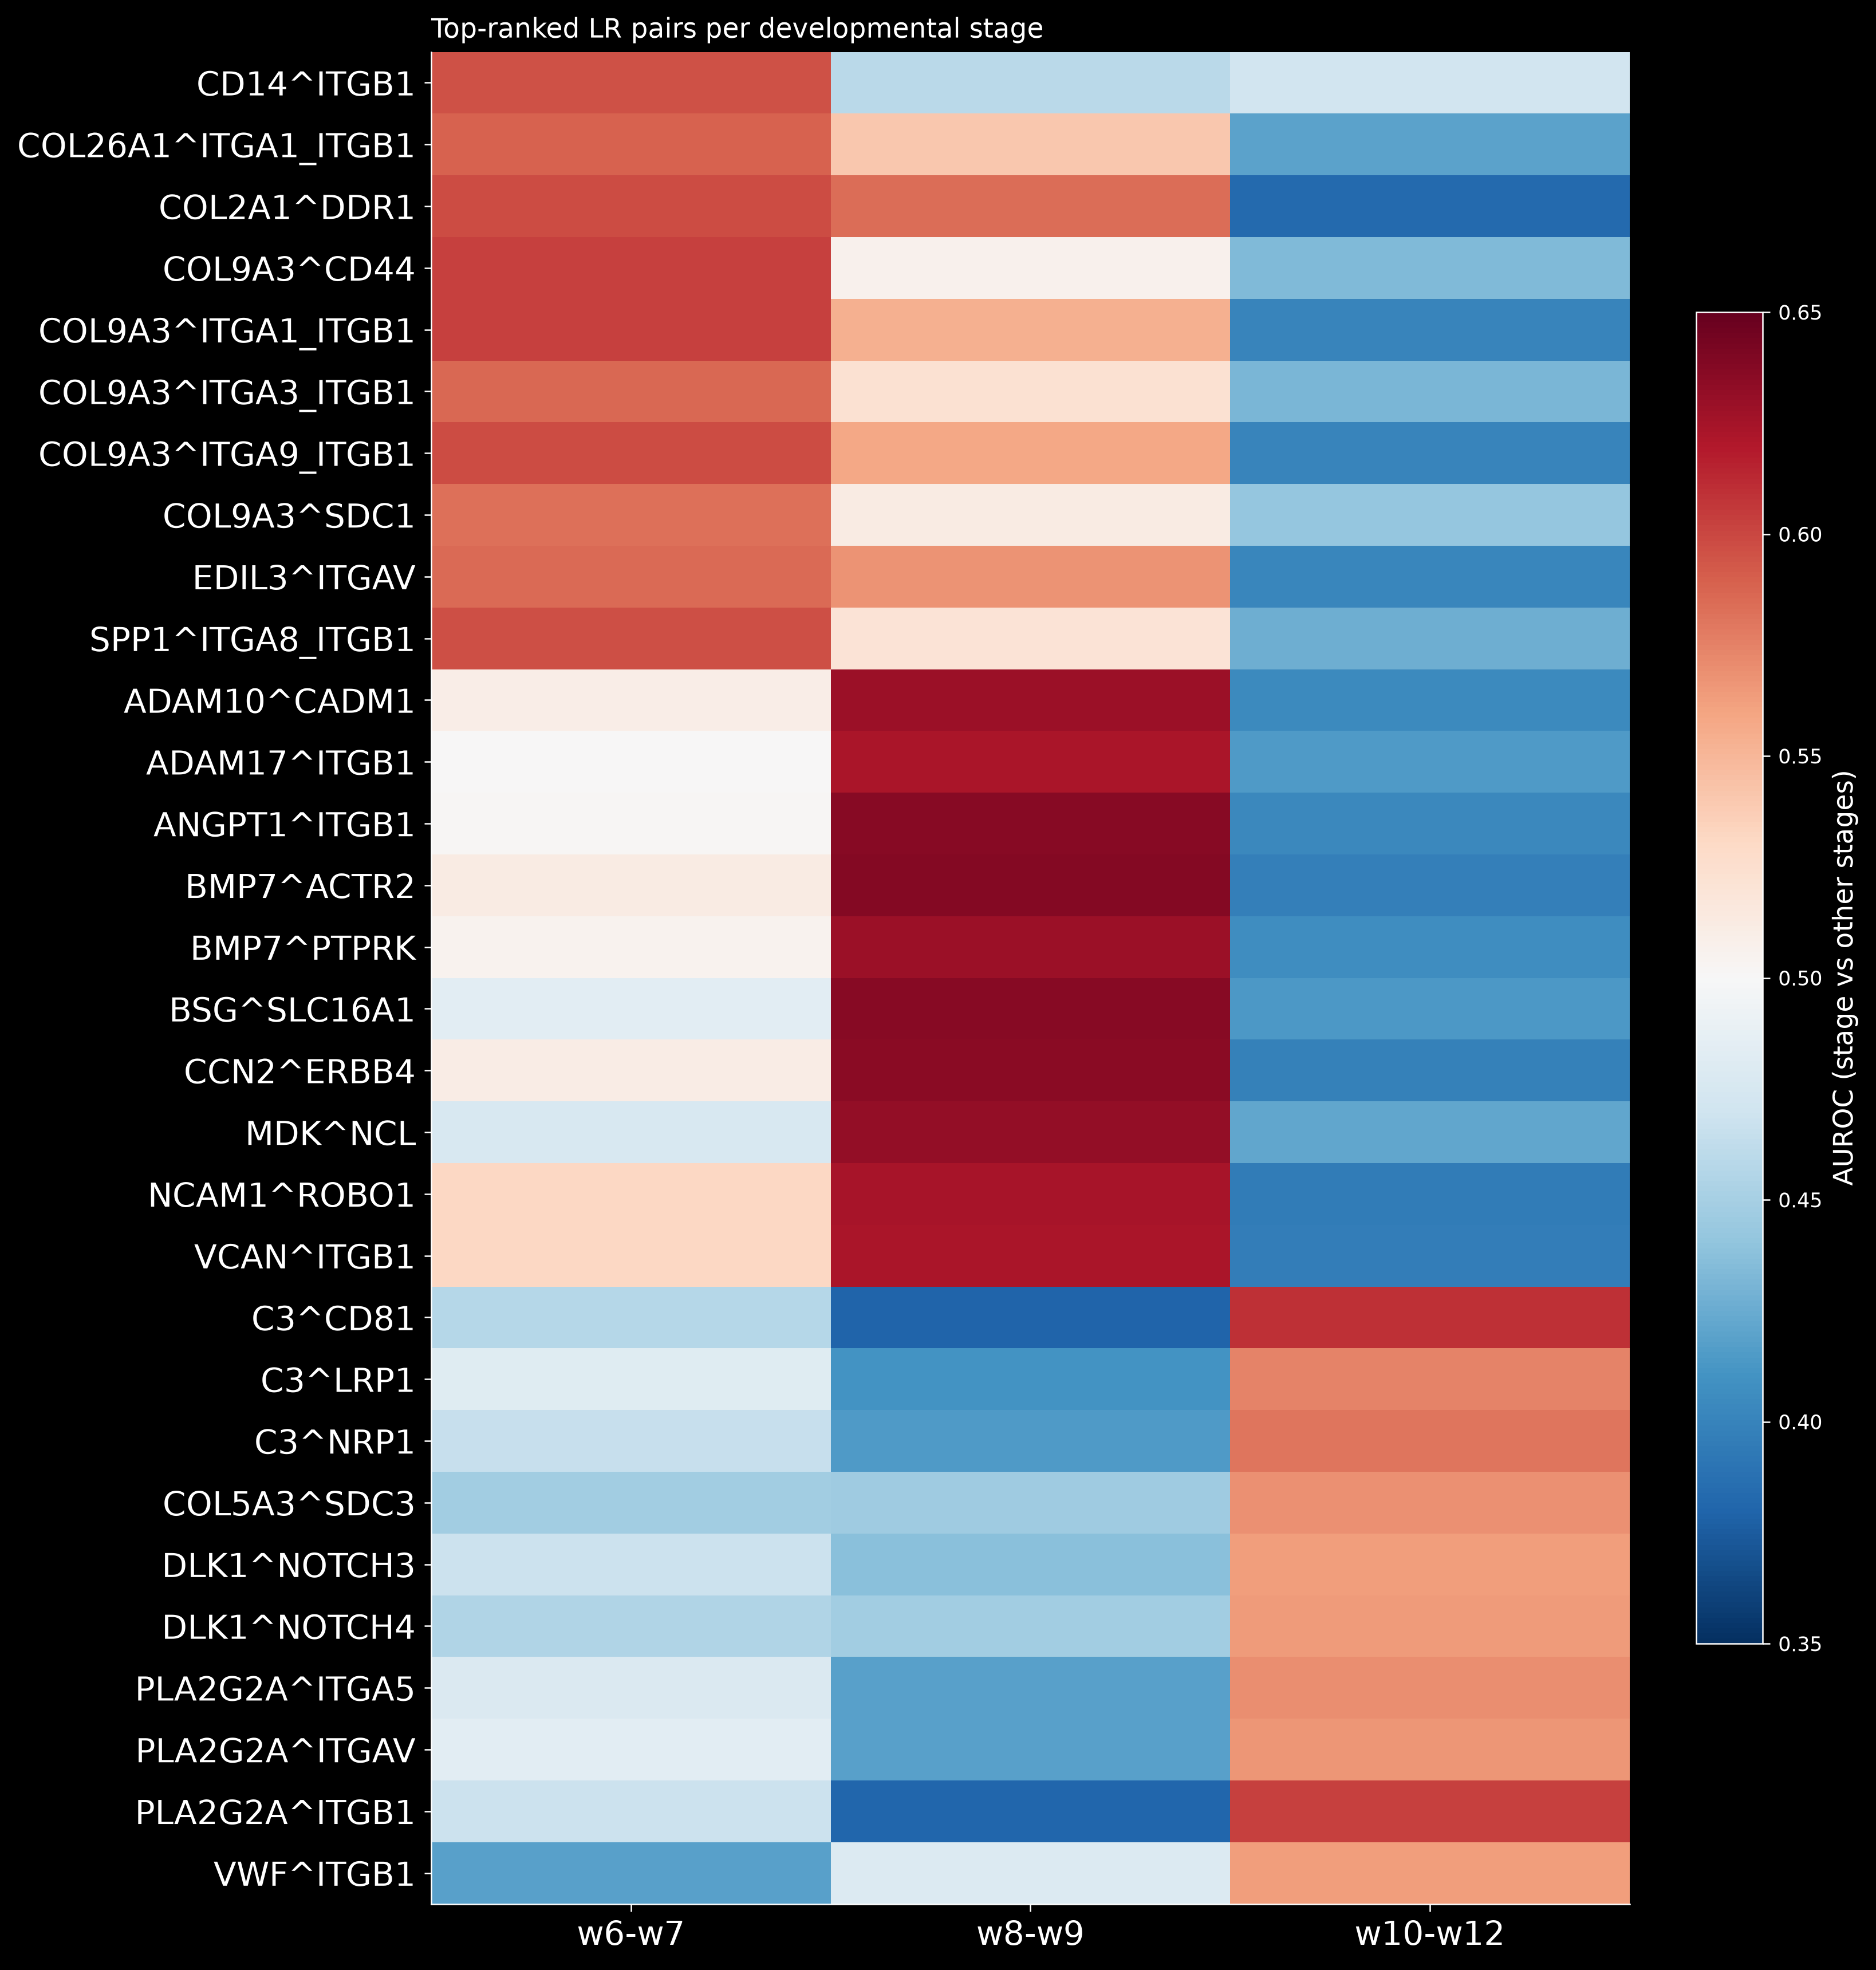 Top-ranked LR pairs per developmental stage
CD14^ITGB1
COL26A1^ITGA1_ITGB1
COL2A1^DDR1
COL9A3^CD44
COL9A3^ITGA1_ITGB1
COL9A3^ITGA3_ITGB1
COL9A3^ITGA9_ITGB1
COL9A3^SDC1
EDIL3^ITGAV
SPP1^ITGA8_ITGB1
ADAM10^CADM1
ADAM17^ITGB1
ANGPT1^ITGB1
BMP7^ACTR2
BMP7^PTPRK
BSG^SLC16A1
CCN2^ERBB4
MDK^NCL
NCAM1^ROBO1
VCAN^ITGB1
C3^CD81
C3^LRP1
C3^NRP1
COL5A3^SDC3
DLK1^NOTCH3
DLK1^NOTCH4
PLA2G2A^ITGA5
PLA2G2A^ITGAV
PLA2G2A^ITGB1
VWF^ITGB1
w6-w7
w8-w9
w10-w12
0.65
0.60
0.55
0.50
0.45
0.40
0.35
AUROC (stage vs other stages)